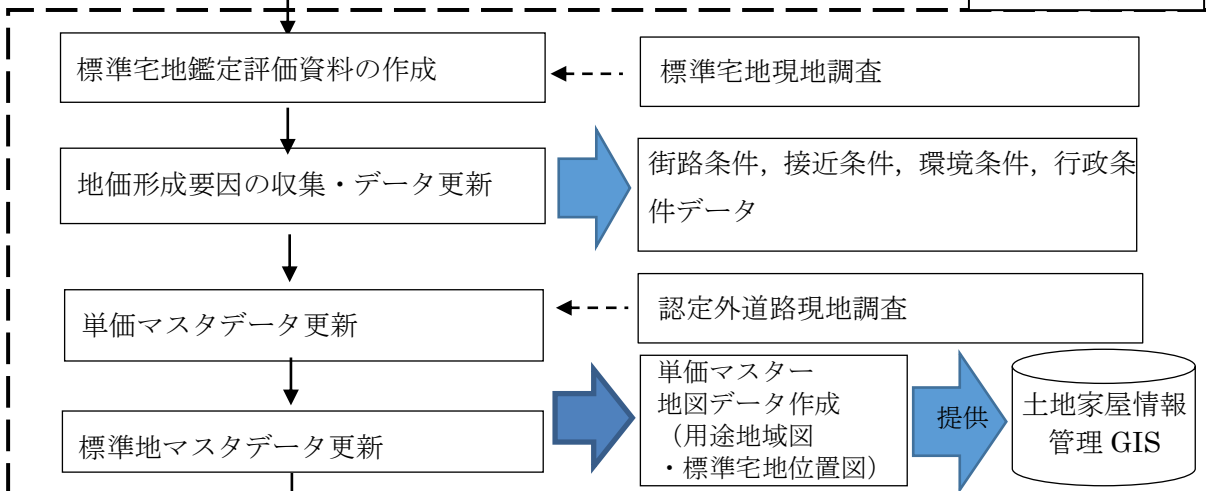 標準宅地鑑定評価資料の作成
標準宅地現地調査
地価形成要因の収集・データ更新
街路条件，接近条件，環境条件，行政条
件データ
単価マスタデータ更新
認定外道路現地調査
標準地マスタデータ更新
単価マスター
地図データ作成
（用途地域図
・標準宅地位置図）
提供
土地家屋情報
管理 GIS